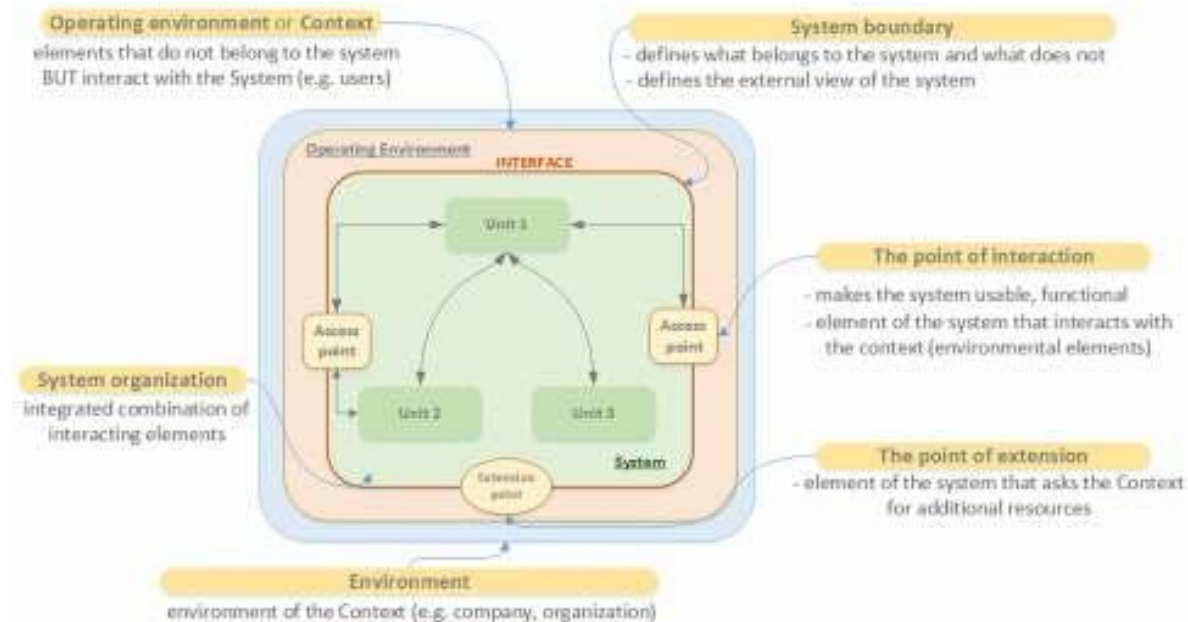 Operating environment or Context
elements that do not belong to the system
BUT interact with the System (e.g. users)
System boundary
- defines what belongs to the system and what does not
- defines the external view of the system
Operating Environment
INTERFACE
Unit 1
Access
point
Access
point
Unit 2
Unit 3
System
Extension
point
The point of interaction
- makes the system usable, functional
- element of the system that interacts with
the context (environmental elements)
System organization
integrated combination of
interacting elements
The point of extension
- element of the system that asks the Context
for additional resources
Environment
environment of the Context (e.g. company, organization)